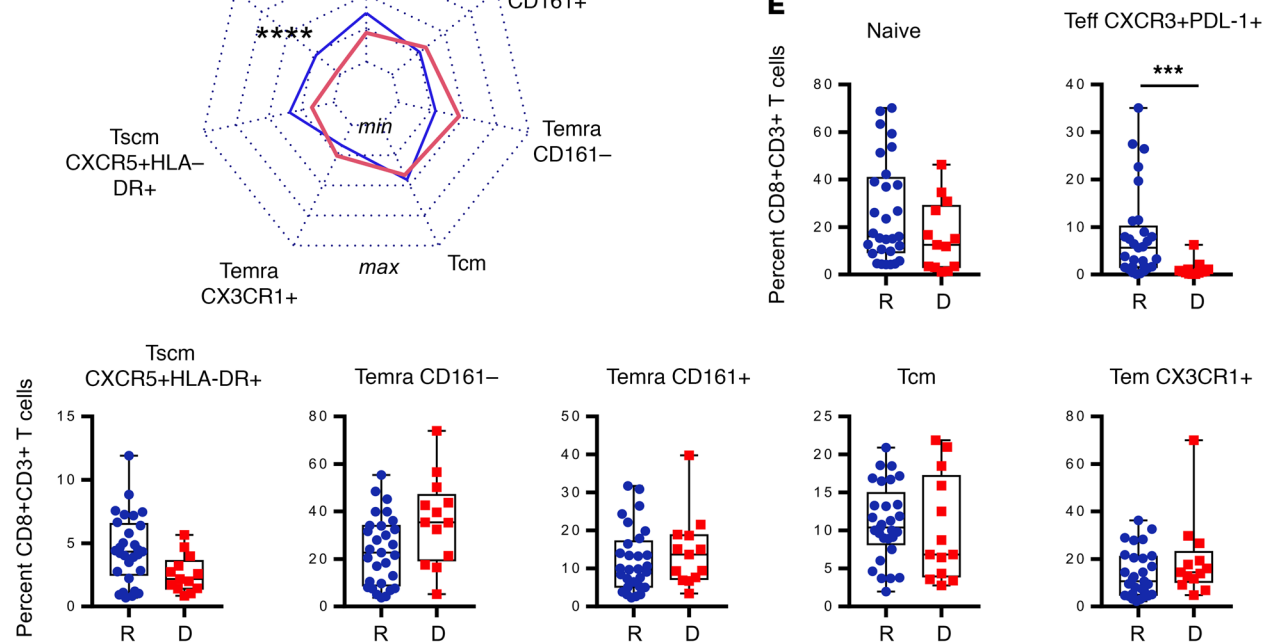 CD161+
****
min
Tscm
CXCR5+HLA–
DR+
Temra
CD161–
Temra
CX3CR1+
max
Tcm
E
Naive
Percent CD8+CD3+ T cells
80
60
40
20
0
R
D
Teff CXCR3+PDL-1+
***
40
30
20
10
0
R
D
Tscm
CXCR5+HLA-DR+
Percent CD8+CD3+ T cells
15
10
5
0
R
D
Temra CD161–
80
60
40
20
0
R
D
Temra CD161+
50
40
30
20
10
0
R
D
Tcm
25
20
15
10
5
0
R
D
Tem CX3CR1+
80
60
40
20
0
R
D